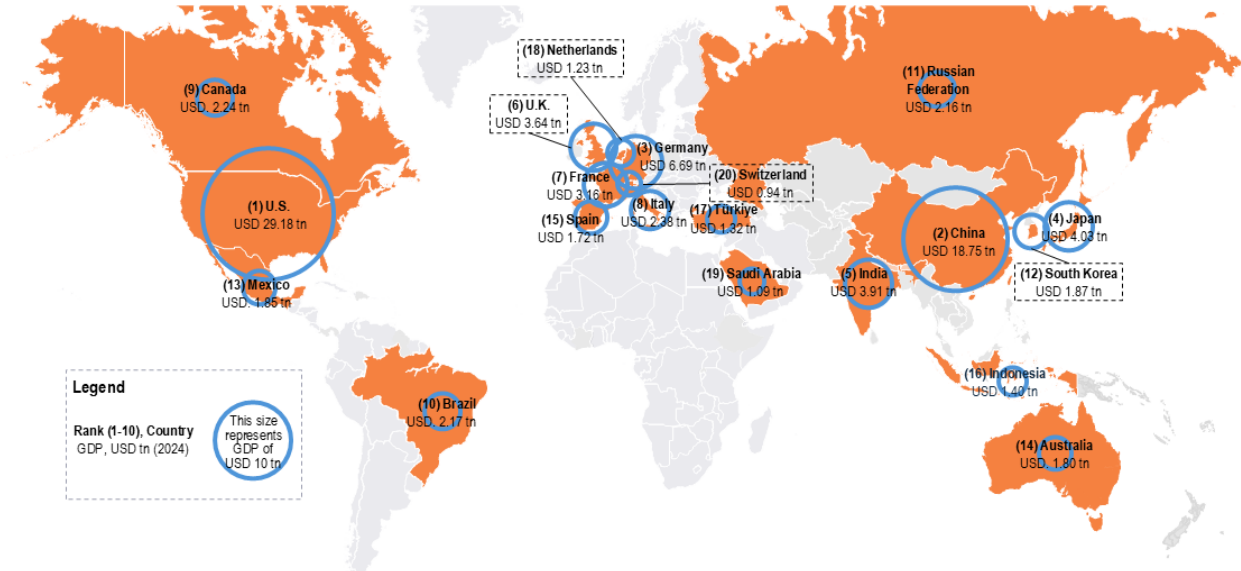 (18) Netherlands
USD 1.23 tn
(9) Canada
USD. 2.24 tn
(11) Russian
Federation
USD 2.16 tn
(6) U.K.
USD 3.64 tn
(3) Germany
USD 6.69 tn
(7) France
USD 3.16 tn
(20) Switzerland
USD 0.94 tn
(1) U.S.
USD 29.18 tn
(15) Spain
USD 1.72 tn
(8) Italy
USD 2.38 tn
(17) Türkiye
USD 1.32 tn
(2) China
USD 18.75 tn
(4) Japan
USD 4.03 tn
(13) Mexico
USD. 1.85 tn
(19) Saudi Arabia
USD 1.09 tn
(5) India
USD 3.91 tn
(12) South Korea
USD 1.87 tn
(16) Indonesia
USD 1.40 tn
(10) Brazil
USD. 2.17 tn
(14) Australia
USD. 1.80 tn
Legend
Rank (1-10), Country
GDP, USD tn (2024)
This size
represents
GDP of
USD 10 tn